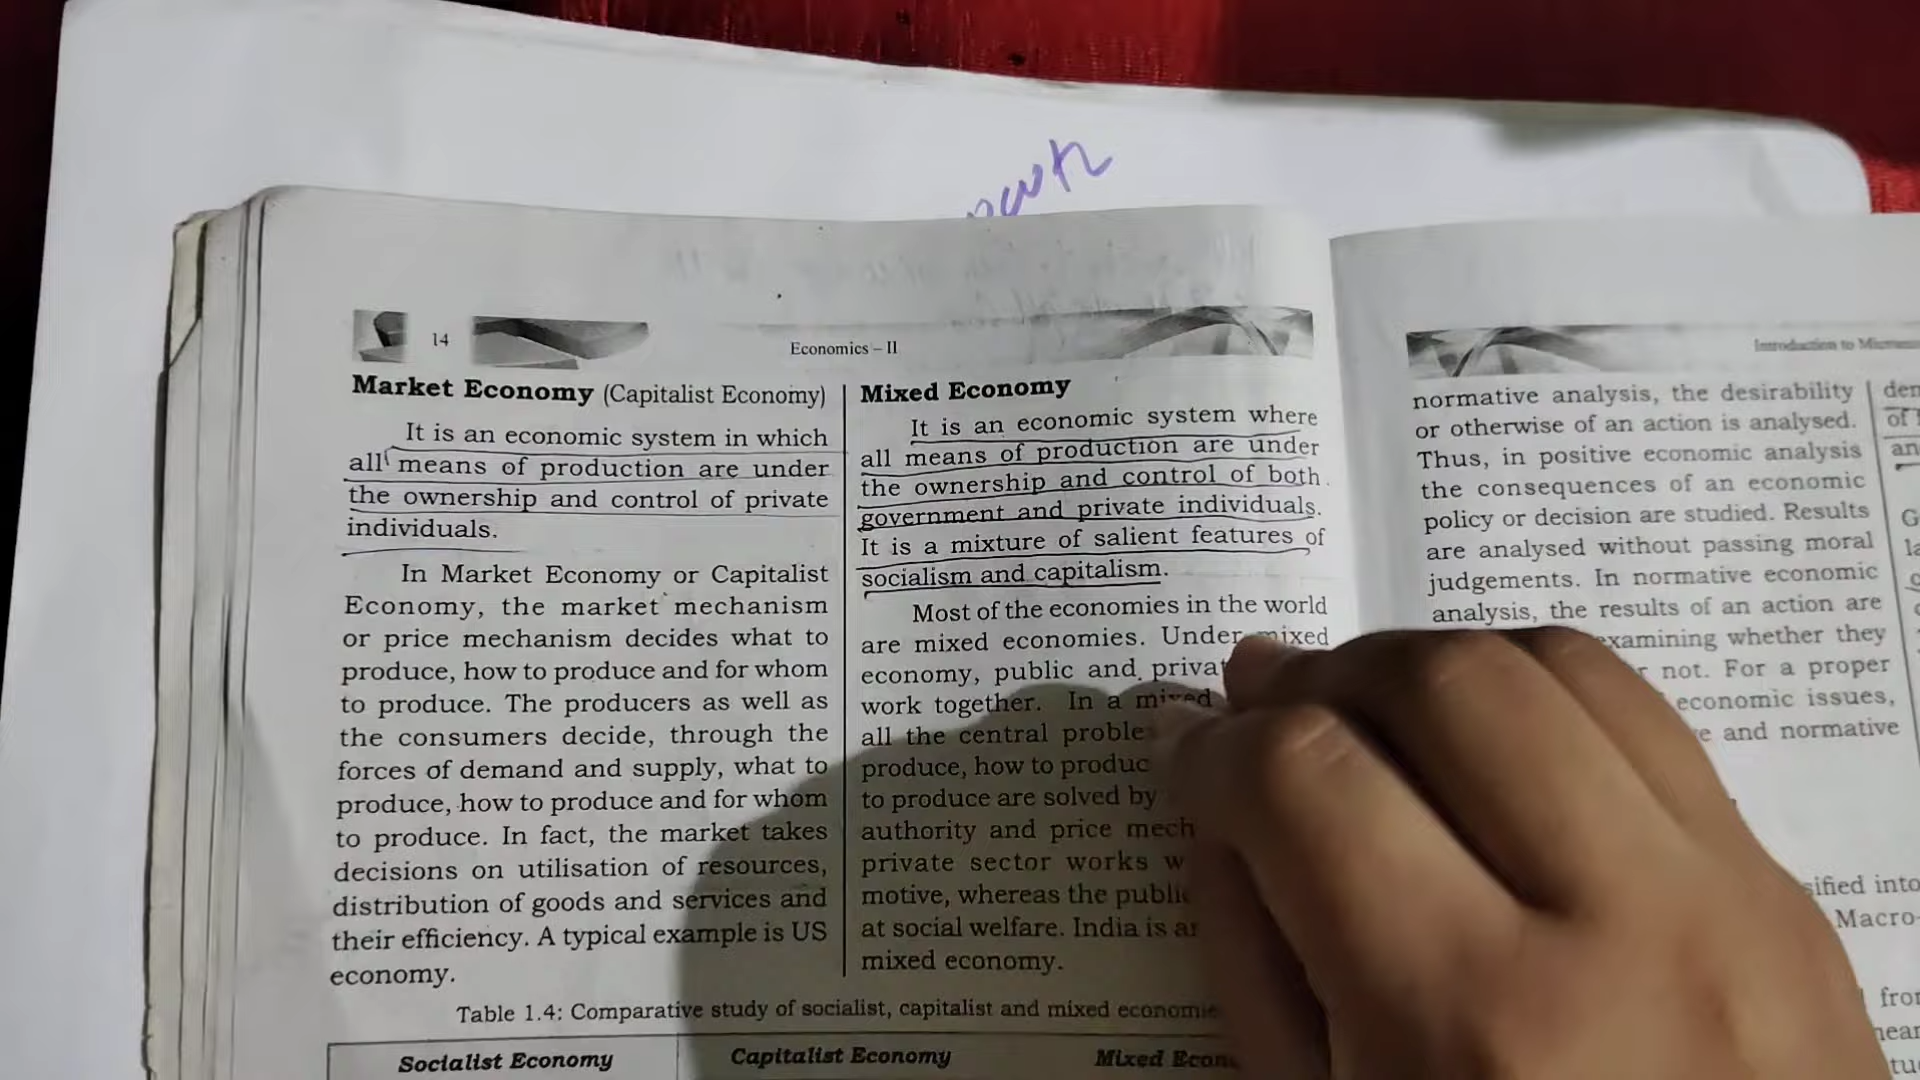 14
Economics – II
Market Economy (Capitalist Economy)
It is an economic system in which
all means of production are under
the ownership and control of private
individuals.
In Market Economy or Capitalist
Economy, the market mechanism
or price mechanism decides what to
produce, how to produce and for whom
to produce. The producers as well as
the consumers decide, through the
forces of demand and supply, what to
produce, how to produce and for whom
to produce. In fact, the market takes
decisions on utilisation of resources,
distribution of goods and services and
their efficiency. A typical example is US
economy.
Mixed Economy
It is an economic system where
all means of production are under
the ownership and control of both
government and private individuals.
It is a mixture of salient features of
socialism and capitalism.
Most of the economies in the world
are mixed economies. Under mixed
economy, public and
work together. In a mixed
all the central
produce, how to
to produce are solved by
authority and price
private sector works
motive, whereas the
at social welfare. India is
mixed economy.
Table 1.4: Comparative study of socialist, capitalist and mixed
Socialist Economy
Capitalist Economy
Mixed
Introduction to
normative analysis, the desirability
or otherwise of an action is analysed.
Thus, in positive economic analysis
the consequences of an economic
policy or decision are studied. Results
are analysed without passing moral
judgements. In normative economic
analysis, the results of an action are
examining whether they
not. For a proper
economic issues,
and normative
of
into
Macro-